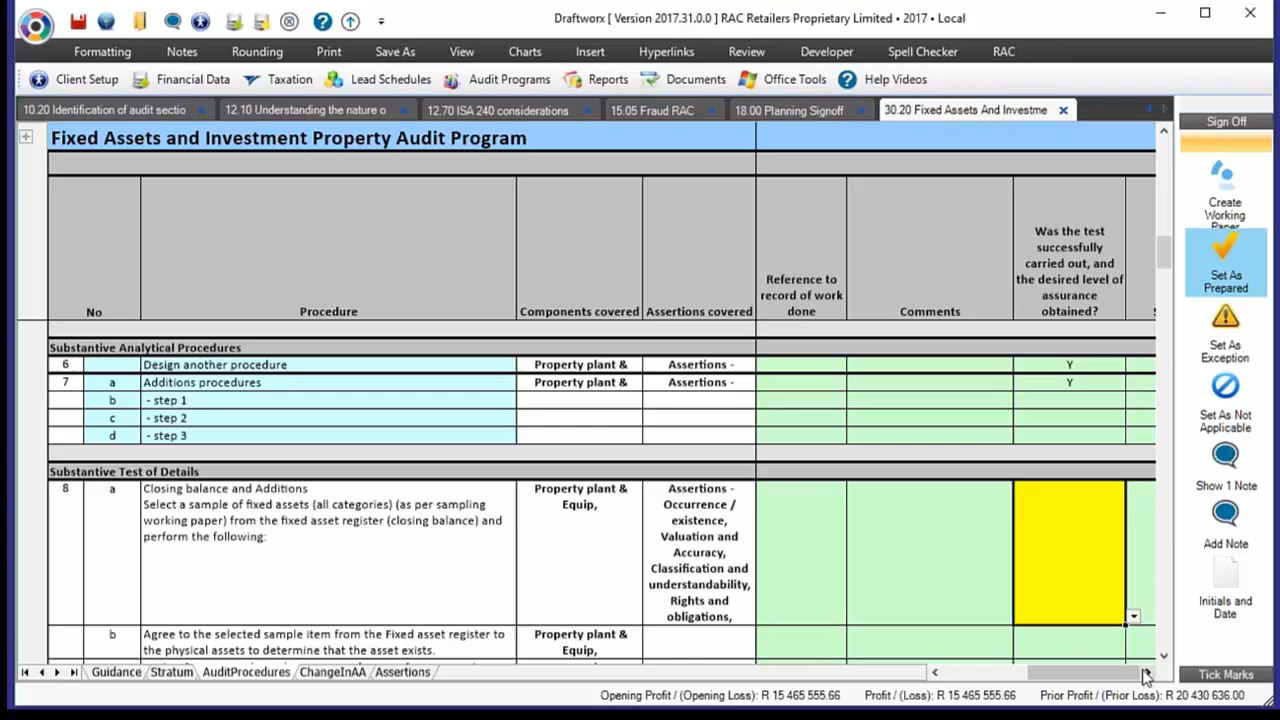 Draftworx [ Version 2017.31.0.0 ] RAC Retailers Proprietary Limited • 2017 • Local
Formatting Notes Rounding Print Save As View Charts Insert Hyperlinks Review Developer Spell Checker RAC
Client Setup Financial Data Taxation Lead Schedules Audit Programs Reports Documents Office Tools Help Videos
10.20 Identification of audit sectio 12.10 Understanding the nature o 12.70 ISA 240 considerations 15.05 Fraud RAC 18.00 Planning Signoff 30.20 Fixed Assets And Investme
Sign Off
Fixed Assets and Investment Property Audit Program
No
Procedure
Components covered
Assertions covered
Reference to
record of work
done
Comments
Was the test
successfully
carried out, and
the desired level of
assurance
obtained?
Substantive Analytical Procedures
6 Design another procedure Property plant & Assertions - Y
7 a Additions procedures Property plant & Assertions - Y
b - step 1
c - step 2
d - step 3
Substantive Test of Details
8 a Closing balance and Additions
Select a sample of fixed assets (all categories) (as per sampling
working paper) from the fixed asset register (closing balance) and
perform the following:
Property plant &
Equip,
Assertions -
Occurrence /
existence,
Valuation and
Accuracy,
Classification and
understandability,
Rights and
obligations,
b Agree to the selected sample item from the Fixed asset register to
the physical assets to determine that the asset exists.
Property plant &
Equip,
Create
Working
Paper
Set As
Prepared
Set As
Exception
Set As Not
Applicable
Show 1 Note
Add Note
Initials and
Date
Tick Marks
Guidance Stratum AuditProcedures ChangeInAA Assertions
Opening Profit / (Opening Loss): R 15 465 555.66 Profit / (Loss): R 15 465 555.66 Prior Profit / (Prior Loss): R 20 430 636.00